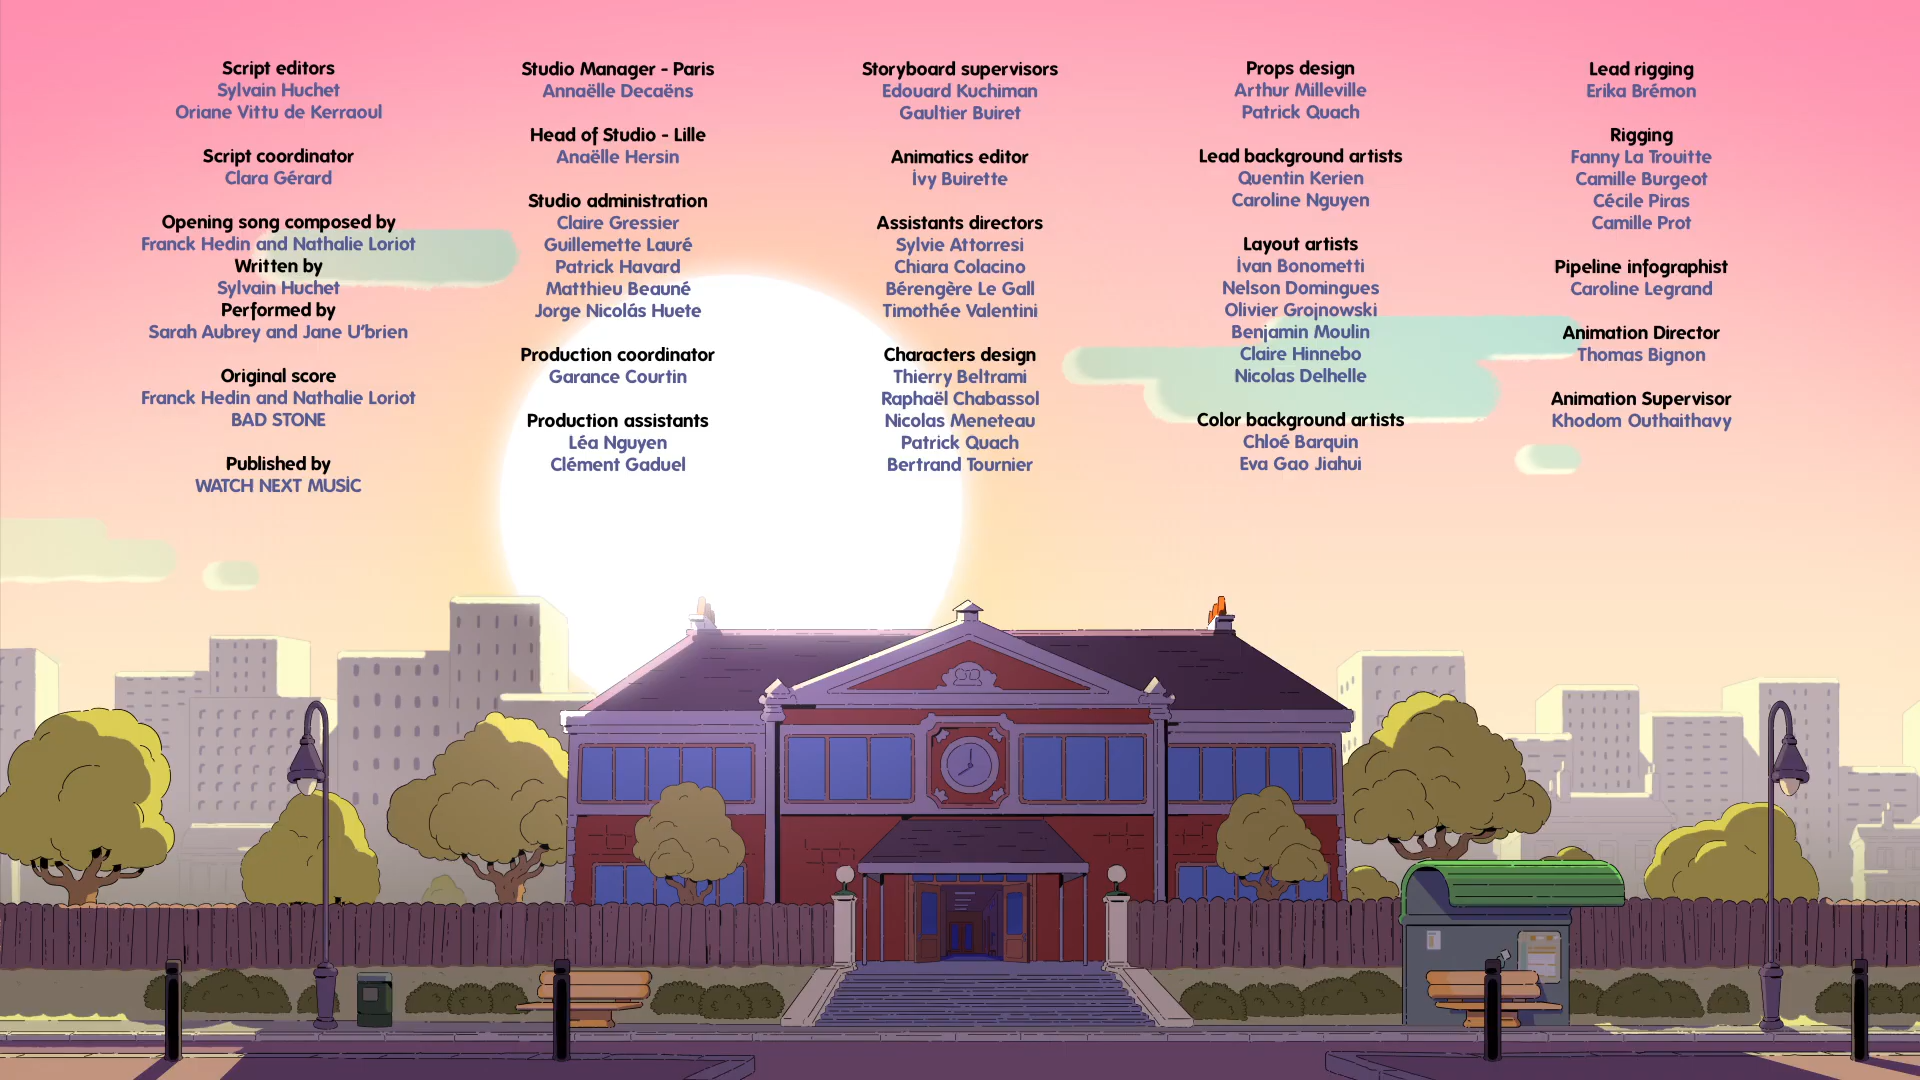 Script editors
Sylvain Huchet
Oriane Vittu de Kerraoul
Script coordinator
Clara Gérard
Opening song composed by
Franck Hedin and Nathalie Loriot
Written by
Sylvain Huchet
Performed by
Sarah Aubrey and Jane U'brien
Original score
Franck Hedin and Nathalie Loriot
BAD STONE
Published by
WATCH NEXT MUSİC
Studio Manager - Paris
Annaëlle Decaëns
Head of Studio - Lille
Anaëlle Hersin
Studio administration
Claire Gressier
Guillemette Lauré
Patrick Havard
Matthieu Beauné
Jorge Nicolás Huete
Production coordinator
Garance Courtin
Production assistants
Léa Nguyen
Clément Gaduel
Storyboard supervisors
Edouard Kuchiman
Gaultier Buiret
Animatics editor
İvy Buirette
Assistants directors
Sylvie Attorresi
Chiara Colacino
Bérengère Le Gall
Timothée Valentini
Characters design
Thierry Beltrami
Raphaël Chabassol
Nicolas Meneteau
Patrick Quach
Bertrand Tournier
Props design
Arthur Milleville
Patrick Quach
Lead background artists
Quentin Kerien
Caroline Nguyen
Layout artists
İvan Bonometti
Nelson Domingues
Olivier Grojnowski
Benjamin Moulin
Claire Hinnebo
Nicolas Delhelle
Color background artists
Chloé Barquin
Eva Gao Jiahui
Lead rigging
Erika Brémon
Rigging
Fanny La Trouitte
Camille Burgeot
Cécile Piras
Camille Prot
Pipeline infographist
Caroline Legrand
Animation Director
Thomas Bignon
Animation Supervisor
Khodom Outhaithavy